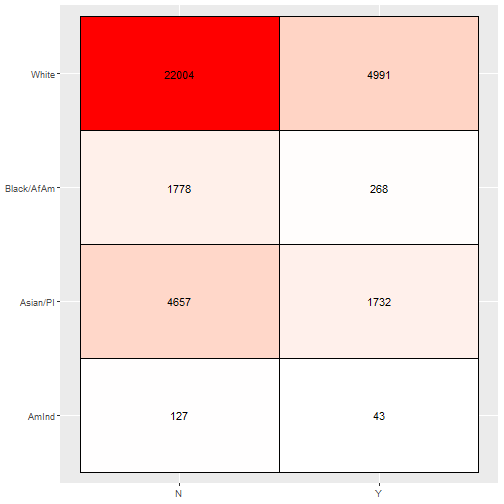 White 22004 4991
Black/AfAm 1778 268
Asian/PI 4657 1732
AmInd 127 43
N Y